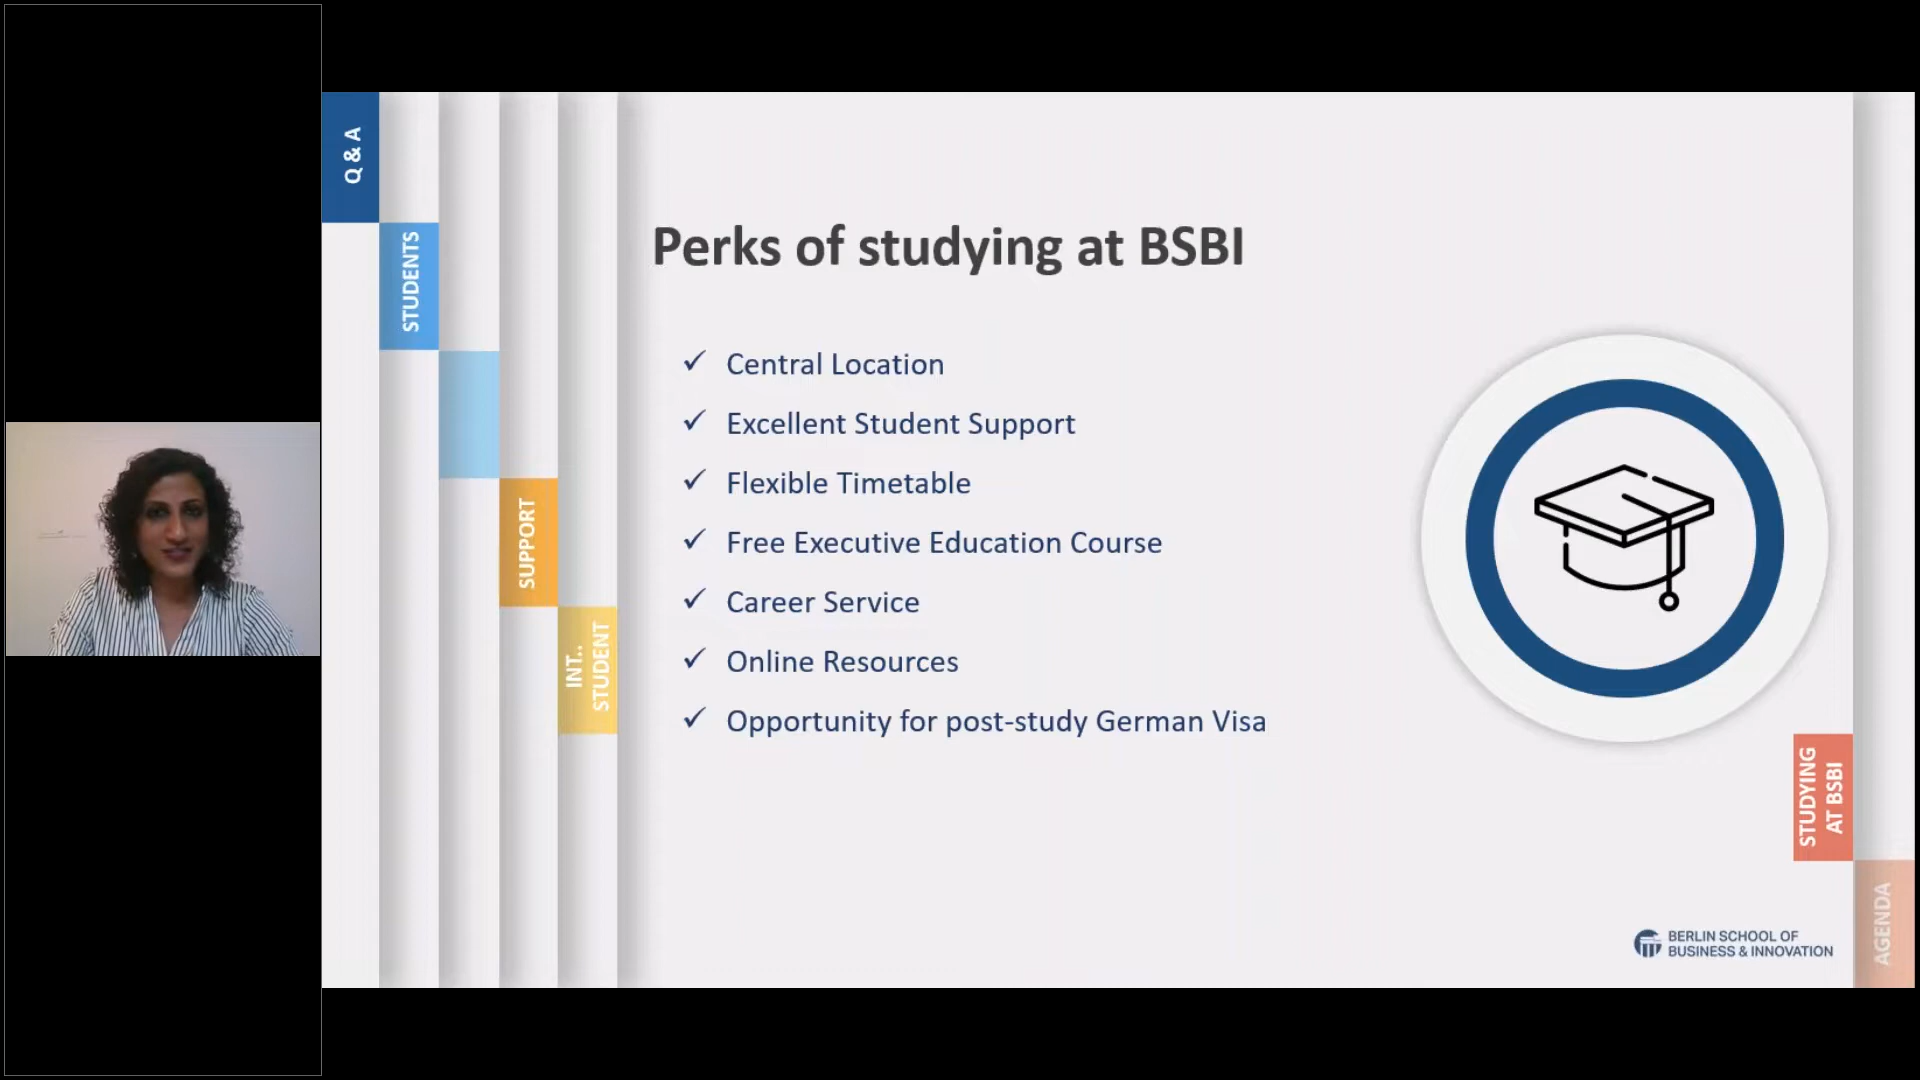 Q & A
STUDENTS
SUPPORT
INT..
STUDENT
Perks of studying at BSBI
✓ Central Location
✓ Excellent Student Support
✓ Flexible Timetable
✓ Free Executive Education Course
✓ Career Service
✓ Online Resources
✓ Opportunity for post-study German Visa
STUDYING
AT BSBI
BERLIN SCHOOL OF
BUSINESS & INNOVATION
AGENDA